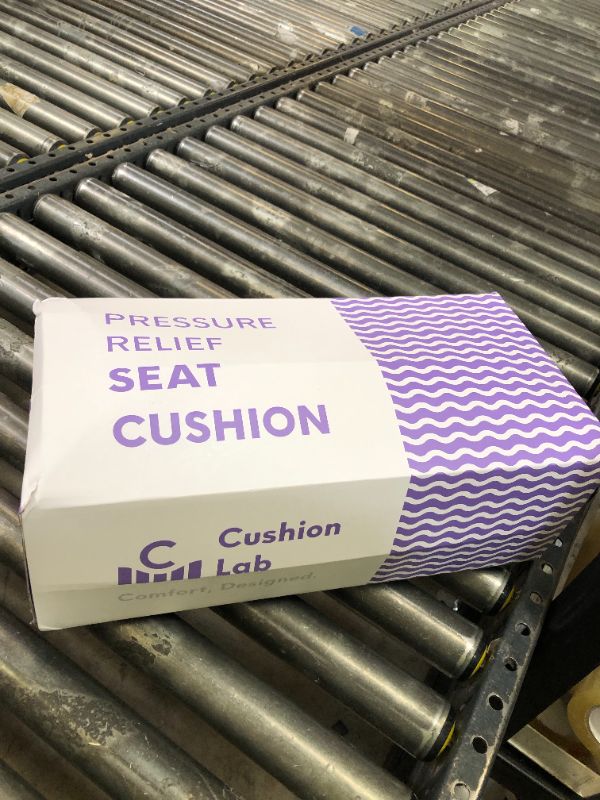 PRESSURE
RELIEF
SEAT
CUSHION
C
Cushion
Lab
Comfort, Designed.